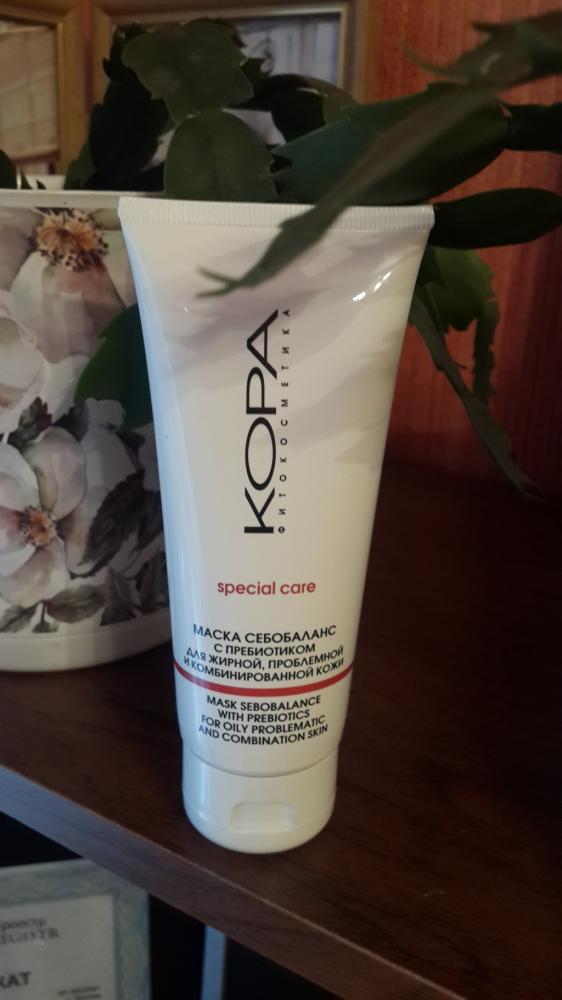 КОРА
ФИТОКОСМЕТИКА
special care
МАСКА СЕБОБАЛАНС
С ПРЕБИОТИКОМ
ДЛЯ ЖИРНОЙ, ПРОБЛЕМНОЙ
И КОМБИНИРОВАННОЙ КОЖИ
MASK SEBOBALANCE
WITH PREBIOTICS
FOR OILY PROBLEMATIC
AND COMBINATION SKIN